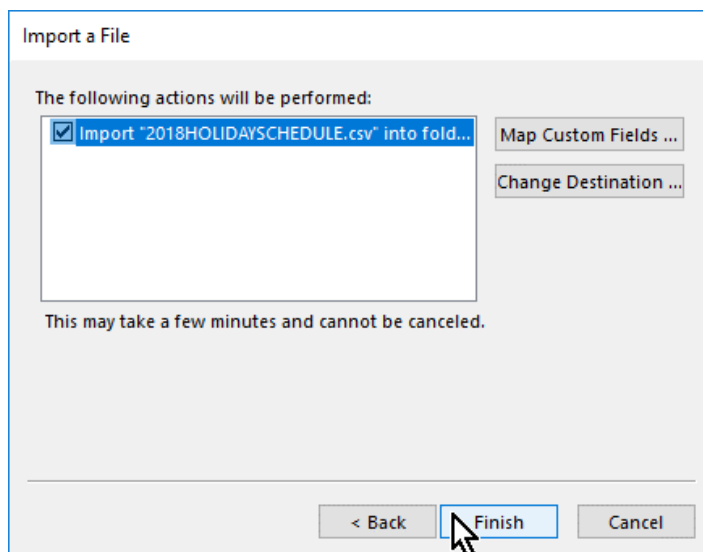 Import a File
The following actions will be performed:
Import "2018HOLIDAYSCHEDULE.csv" into fold...
Map Custom Fields ...
Change Destination ...
This may take a few minutes and cannot be canceled.
< Back
Finish
Cancel